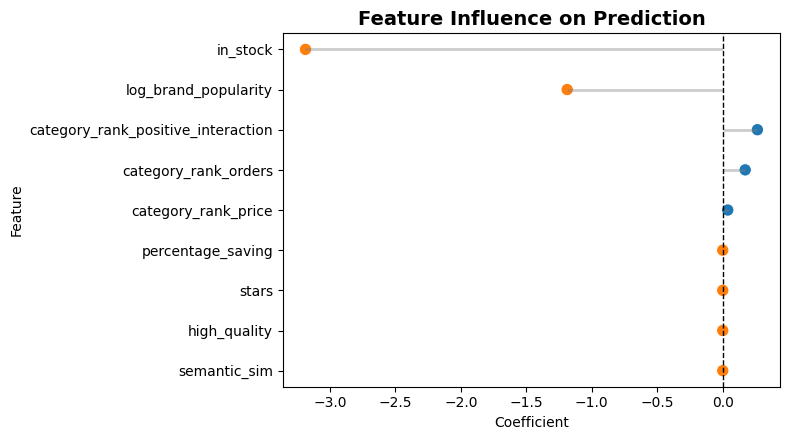 Feature Influence on Prediction
Feature
in_stock
log_brand_popularity
category_rank_positive_interaction
category_rank_orders
category_rank_price
percentage_saving
stars
high_quality
semantic_sim
−3.0 −2.5 −2.0 −1.5 −1.0 −0.5 0.0
Coefficient